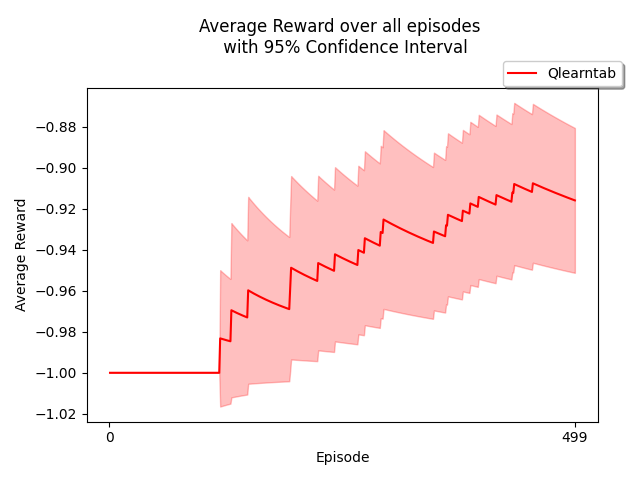 Average Reward over all episodes
with 95% Confidence Interval
Qlearntab
−0.88
−0.90
−0.92
−0.94
−0.96
−0.98
−1.00
−1.02
Average Reward
0
499
Episode